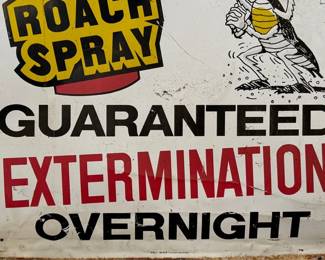 ROACH
SPRAY
GUARANTEED
EXTERMINATION
OVERNIGHT